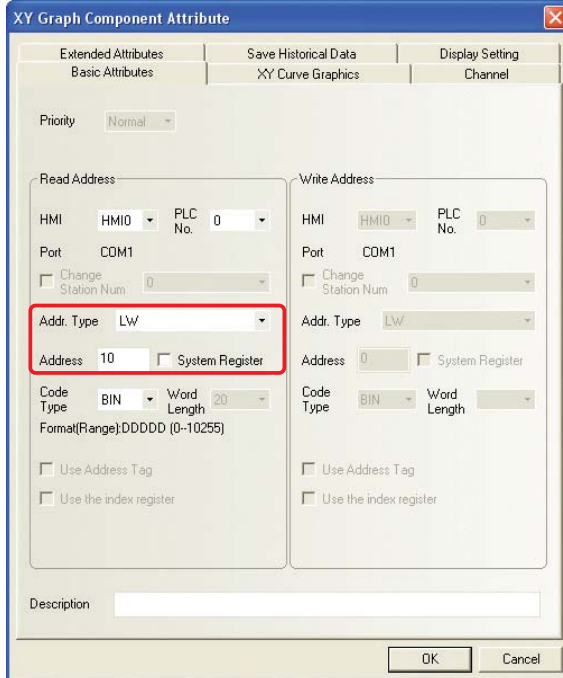 XY Graph Component Attribute
Extended Attributes Save Historical Data Display Setting
Basic Attributes XY Curve Graphics Channel
Priority Normal
Read Address
HMI HMI0 PLC No. 0
Port COM1
Change Station Num 0
Addr. Type LW
Address 10 System Register
Code Type BIN Word Length 20
Format(Range):DDDDD (0--10255)
Use Address Tag
Use the index register
Write Address
HMI HMI0 PLC No. 0
Port COM1
Change Station Num 0
Addr. Type LW
Address 0 System Register
Code Type BIN Word Length
Use Address Tag
Use the index register
Description
OK Cancel